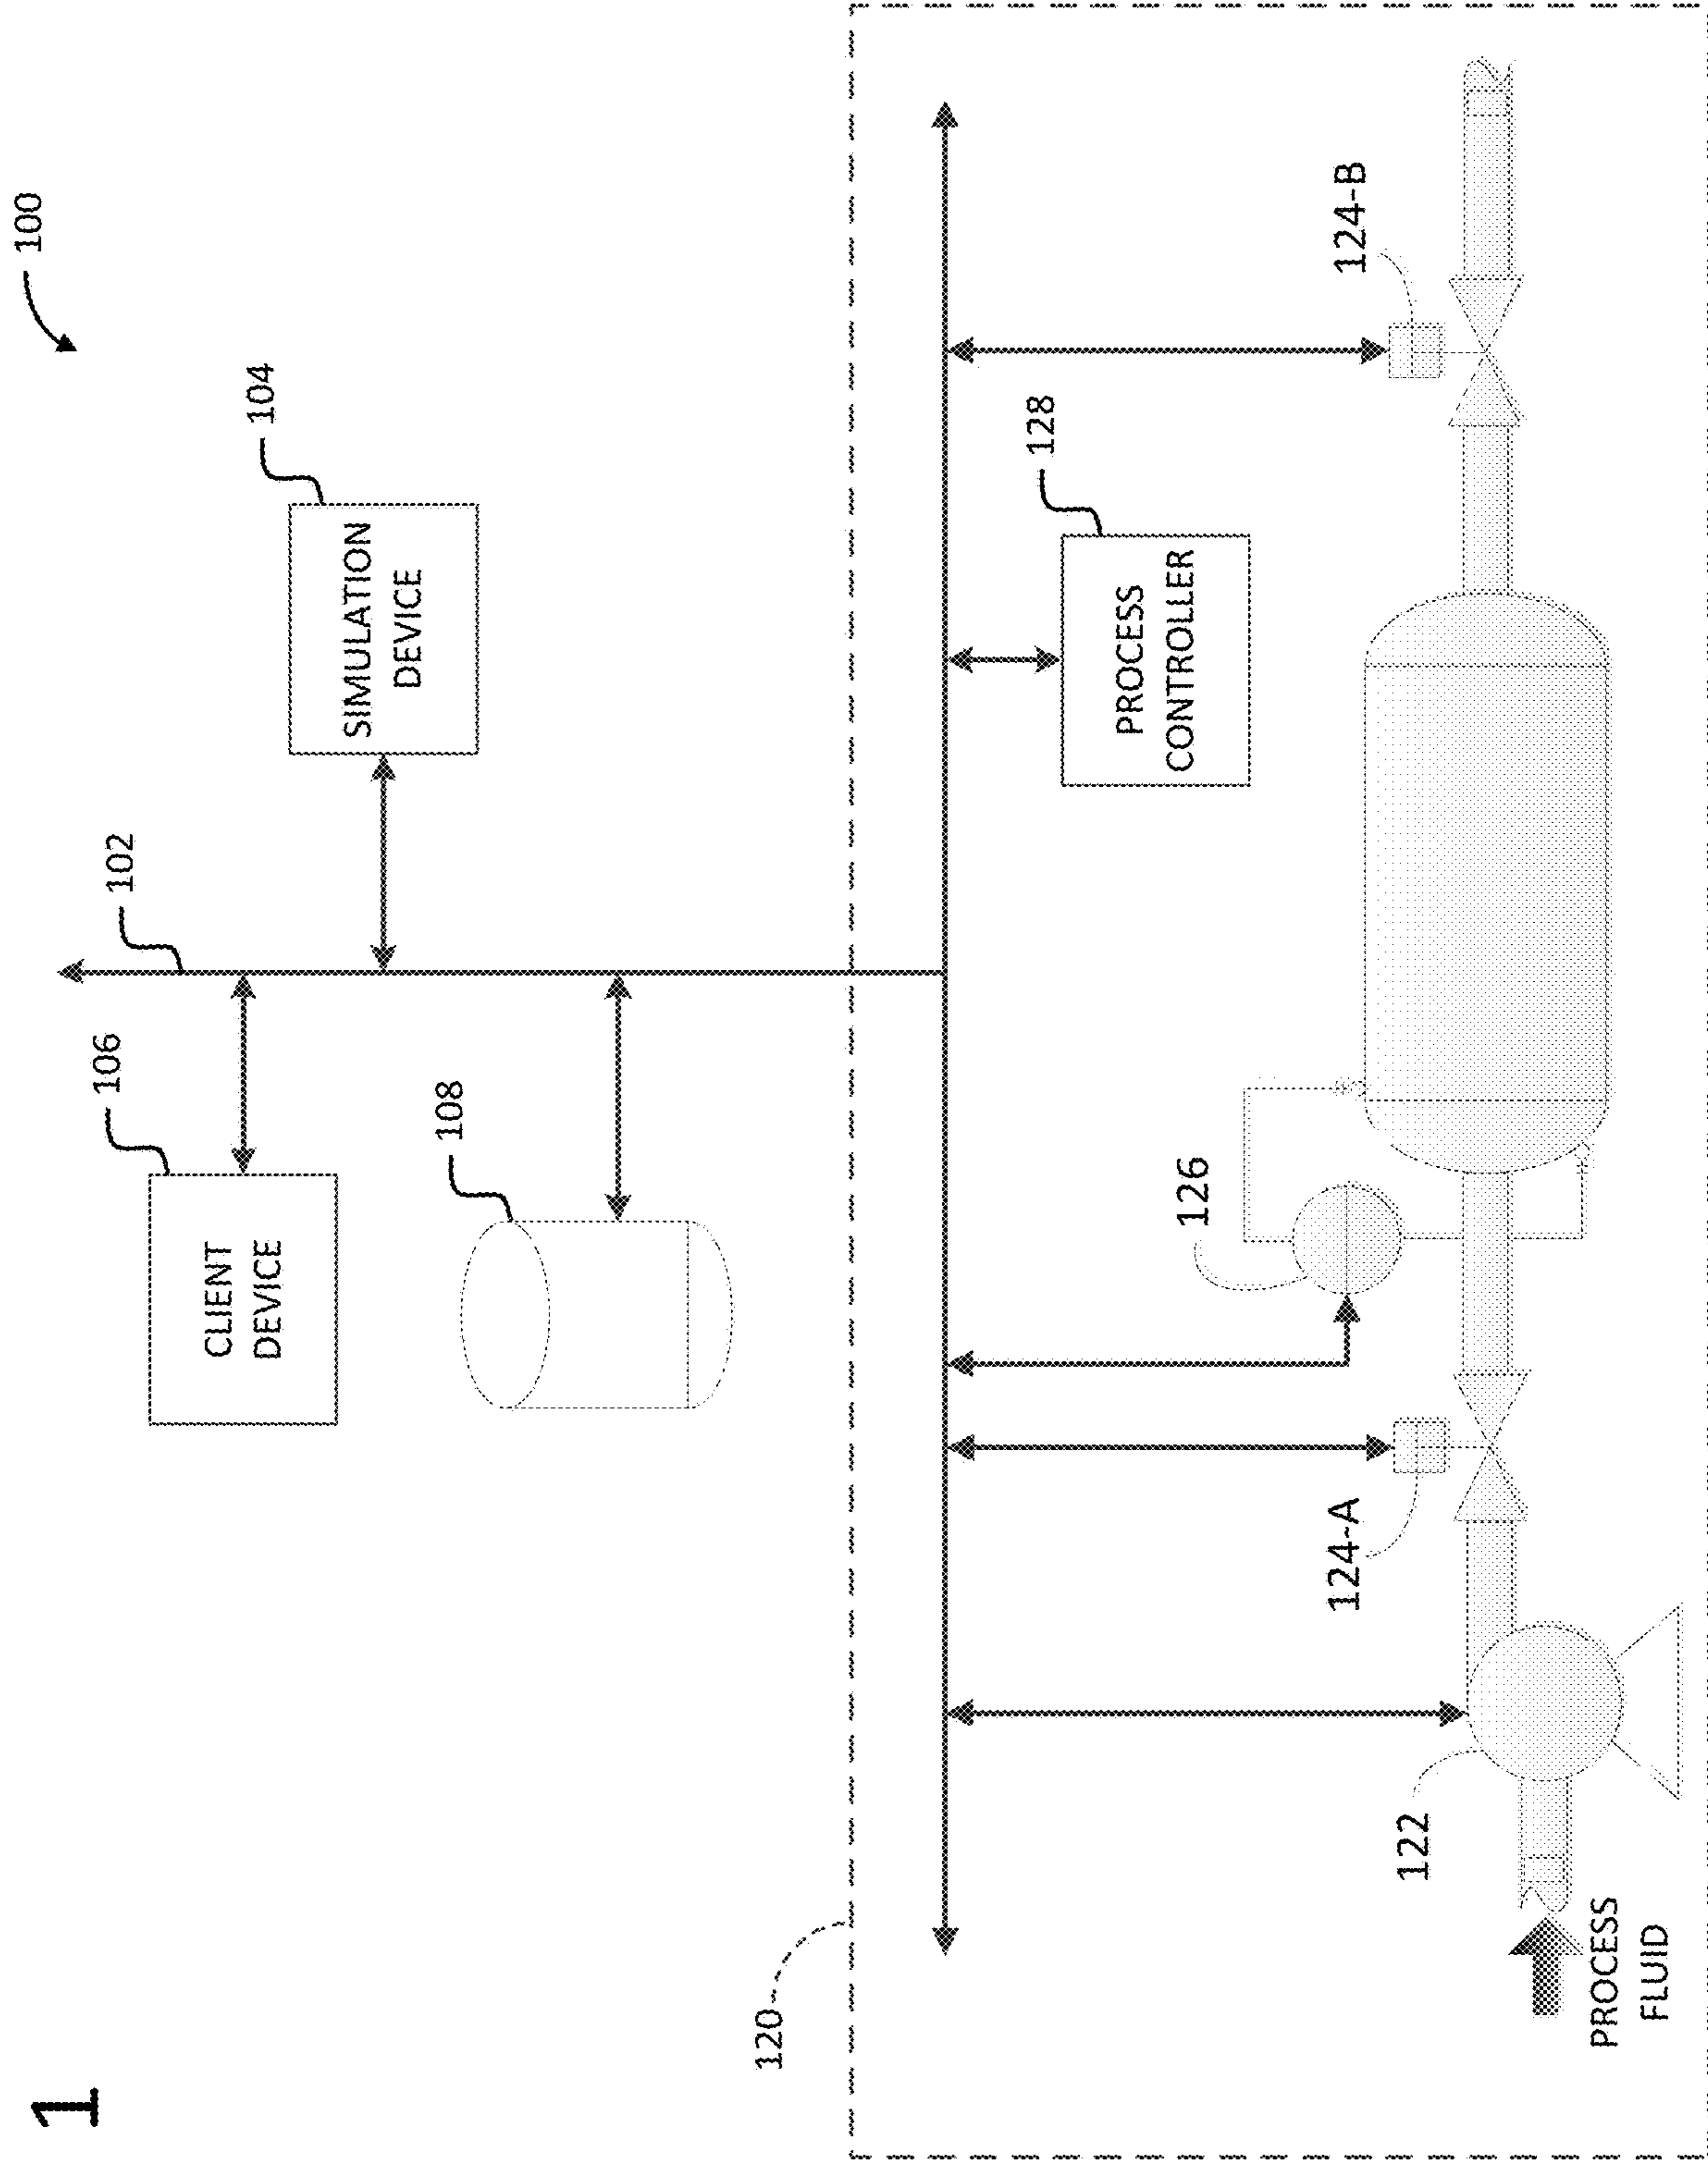 1
100
102
106
CLIENT
DEVICE
104
SIMULATION
DEVICE
108
120
128
PROCESS
CONTROLLER
126
124-A
124-B
122
PROCESS
FLUID